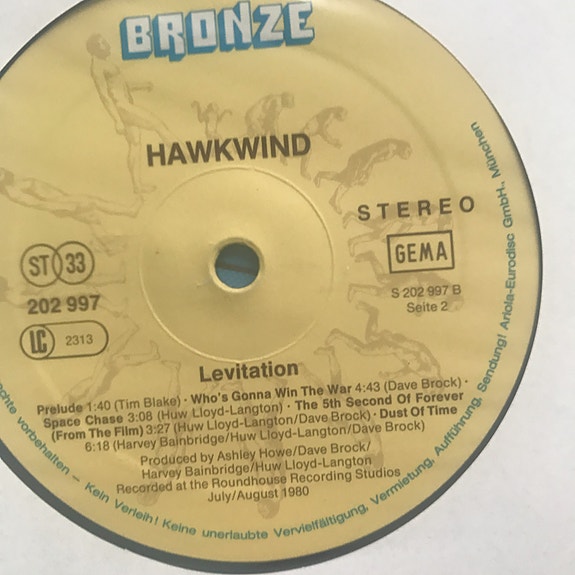 BRONZE
HAWKWIND
STEREO
ST 33
GEMA
202 997
S 202 997 B
Seite 2
LC 2313
Levitation
Prelude 1:40 (Tim Blake) · Who's Gonna Win The War 4:43 (Dave Brock) ·
Space Chase 3:08 (Huw Lloyd-Langton) · The 5th Second Of Forever
(From The Film) 3:27 (Huw Lloyd-Langton/Dave Brock) · Dust Of Time
6:18 (Harvey Bainbridge/Huw Lloyd-Langton/Dave Brock)
Produced by Ashley Howe/Dave Brock/
Harvey Bainbridge/Huw Lloyd-Langton
Recorded at the Roundhouse Recording Studios
July/August 1980
vorbehalten – Kein Verleih! Keine unerlaubte Vervielfältigung, Vermietung, Aufführung, Sendung! Ariola-Eurodisc GmbH., München